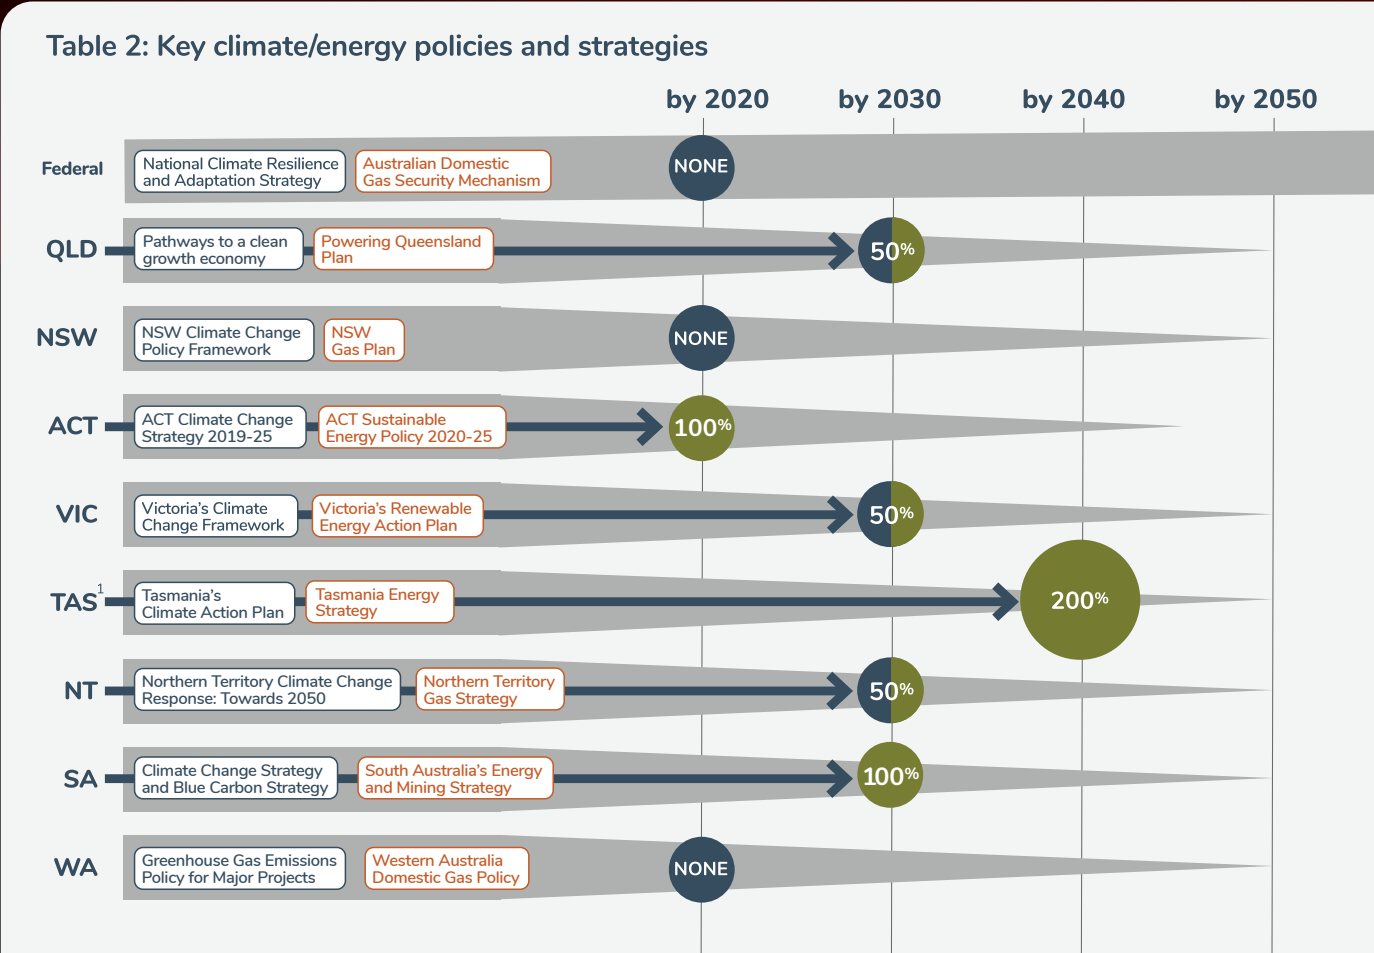 Table 2: Key climate/energy policies and strategies
by 2020 by 2030 by 2040 by 2050
Federal
National Climate Resilience
and Adaptation Strategy
Australian Domestic
Gas Security Mechanism
NONE
QLD
Pathways to a clean
growth economy
Powering Queensland
Plan
50%
NSW
NSW Climate Change
Policy Framework
NSW
Gas Plan
NONE
ACT
ACT Climate Change
Strategy 2019-25
ACT Sustainable
Energy Policy 2020-25
100%
VIC
Victoria’s Climate
Change Framework
Victoria’s Renewable
Energy Action Plan
50%
TAS1
Tasmania’s
Climate Action Plan
Tasmania Energy
Strategy
200%
NT
Northern Territory Climate Change
Response: Towards 2050
Northern Territory
Gas Strategy
50%
SA
Climate Change Strategy
and Blue Carbon Strategy
South Australia’s Energy
and Mining Strategy
100%
WA
Greenhouse Gas Emissions
Policy for Major Projects
Western Australia
Domestic Gas Policy
NONE